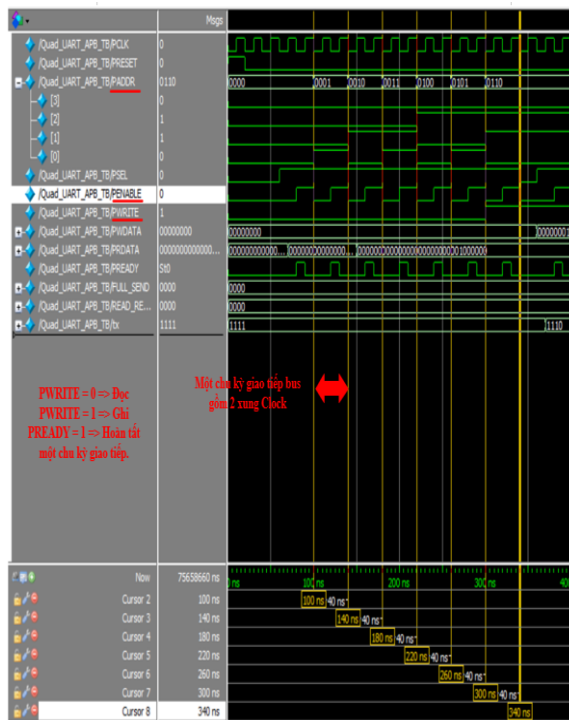 Msgs
/Quad_UART_APB_TB/PCLK 0
/Quad_UART_APB_TB/PRESET 0
/Quad_UART_APB_TB/PADDR 0110 0000 0001 0010 0011 0100 0101 0110
[3] 0
[2] 1
[1] 1
[0] 0
/Quad_UART_APB_TB/PSEL 0
/Quad_UART_APB_TB/PENABLE 0
/Quad_UART_APB_TB/PWRITE 1
/Quad_UART_APB_TB/PWDATA 00000000 00000000 00000001
/Quad_UART_APB_TB/PRDATA 0000000000000...
/Quad_UART_APB_TB/PREADY St0
/Quad_UART_APB_TB/FULL_SEND 0000 0000
/Quad_UART_APB_TB/READ_RE... 0000 0000
/Quad_UART_APB_TB/tx 1111 1111 1110
Một chu kỳ giao tiếp bus
gồm 2 xung Clock
PWRITE = 0 => Đọc
PWRITE = 1 => Ghi
PREADY = 1 => Hoàn tất
một chu kỳ giao tiếp.
Now 75658660 ns ns 100 ns 200 ns 300 ns 400
Cursor 2 100 ns 100 ns 40 ns
Cursor 3 140 ns 140 ns 40 ns
Cursor 4 180 ns 180 ns 40 ns
Cursor 5 220 ns 220 ns 40 ns
Cursor 6 260 ns 260 ns 40 ns
Cursor 7 300 ns 300 ns 40 ns
Cursor 8 340 ns 340 ns